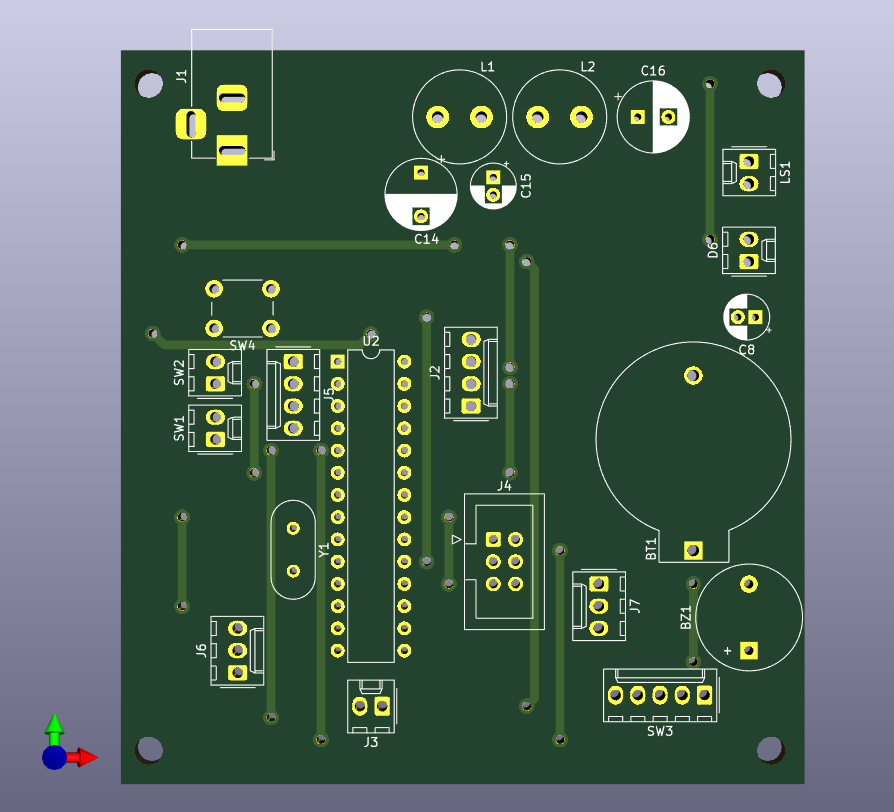 J1
L1
L2
C16
+
+
+
C15
LS1
C14
D6
SW4
C8
+
U2
SW2
J5
J2
SW1
J4
Y1
BT1
J7
BZ1
+
J6
SW3
J3